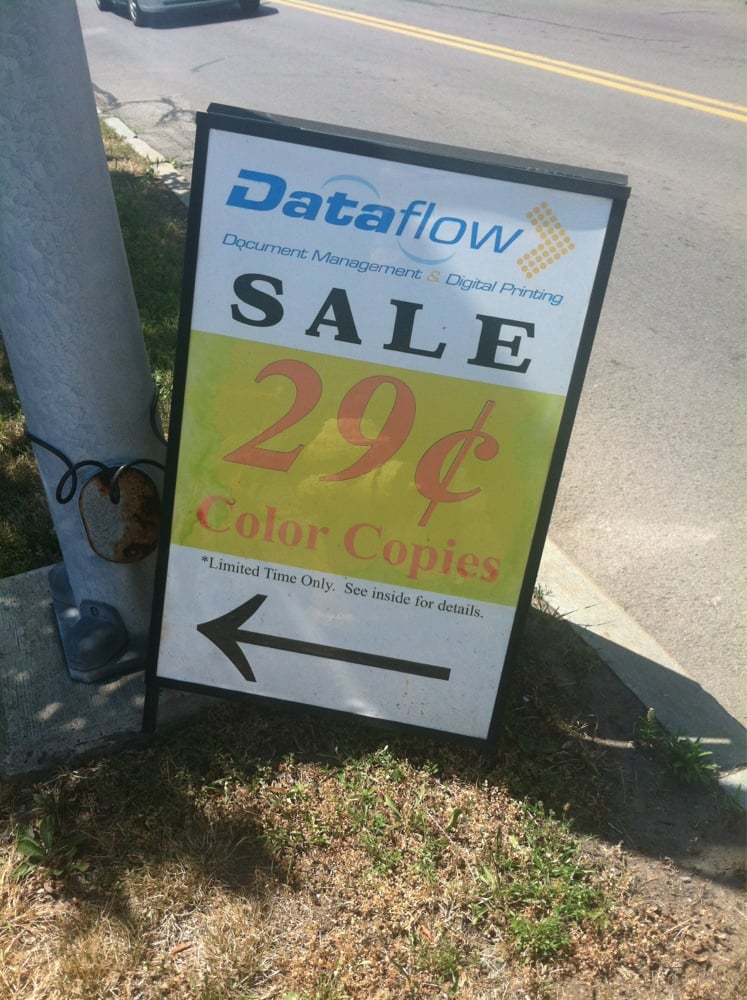 Dataflow
Document Management & Digital Printing
SALE
29¢
Color Copies
*Limited Time Only. See inside for details.